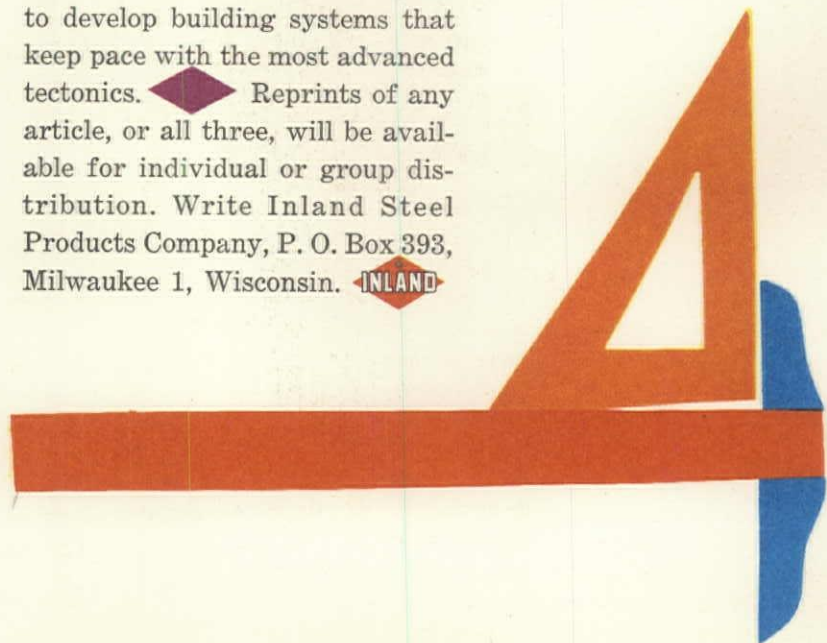 to develop building systems that
keep pace with the most advanced
tectonics. Reprints of any
article, or all three, will be avail-
able for individual or group dis-
tribution. Write Inland Steel
Products Company, P. O. Box 393,
Milwaukee 1, Wisconsin. INLAND